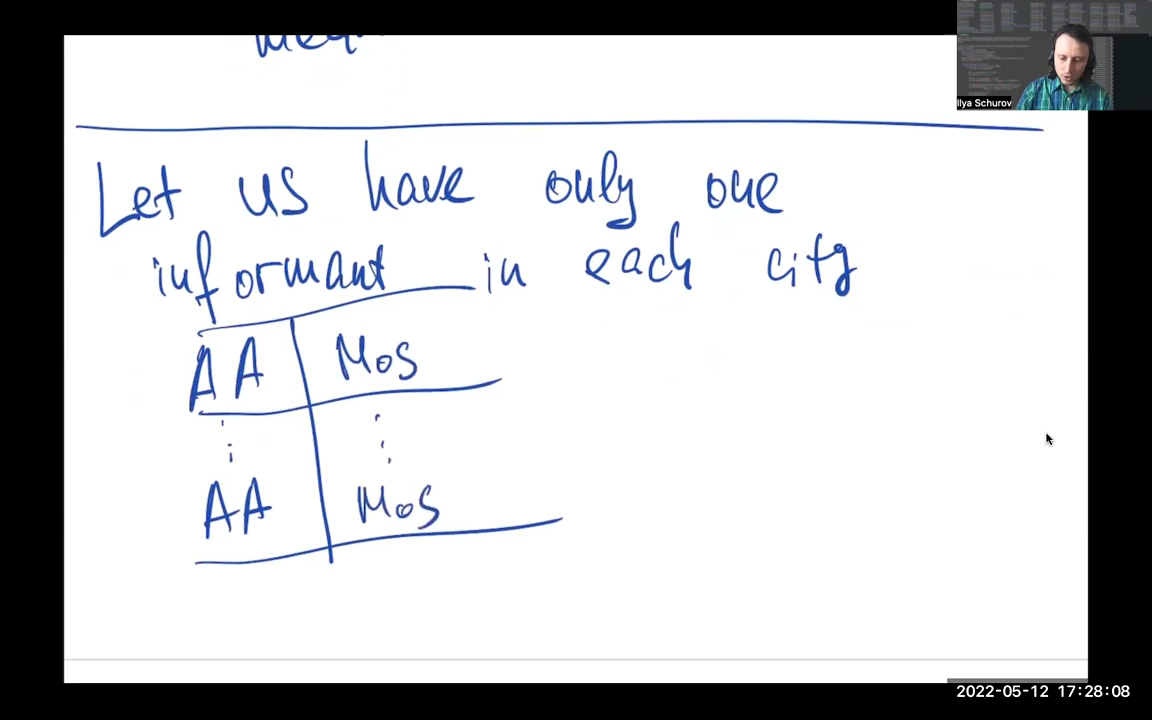 Ilya Schurov
Let us have only one
informant in each city
AA Mos
AA Mos
2022-05-12 17:28:08